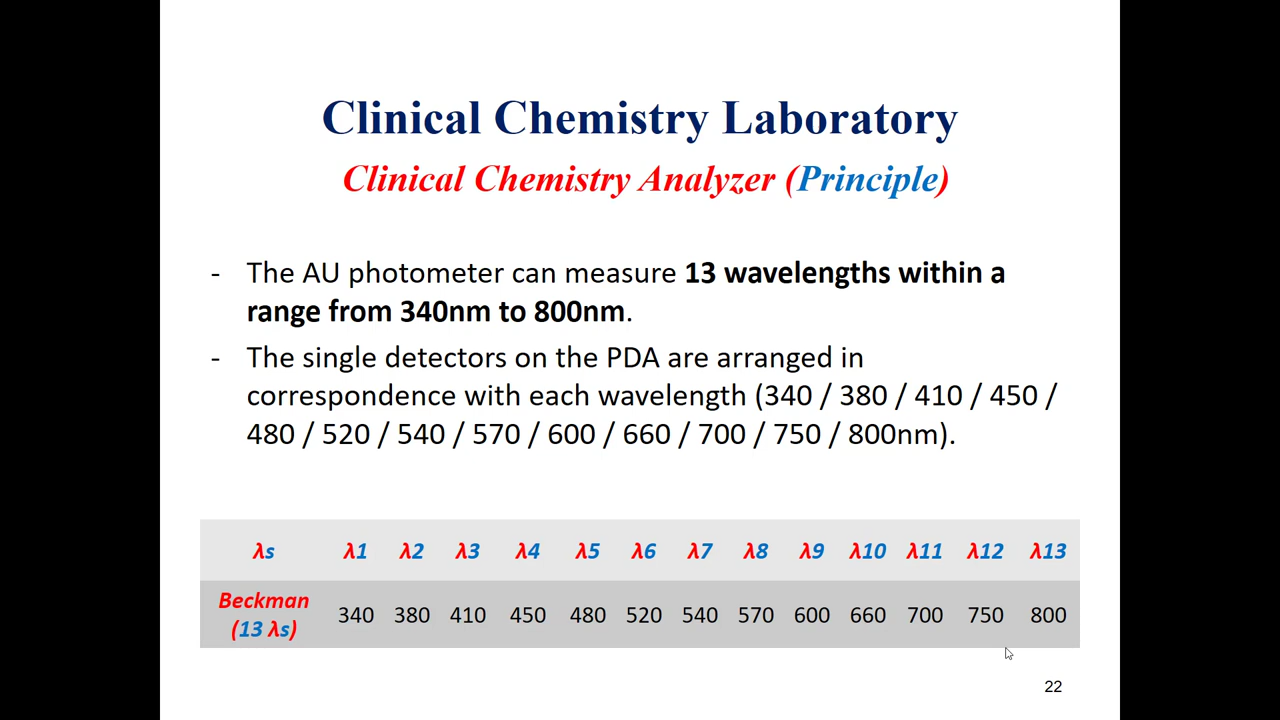 Clinical Chemistry Laboratory
Clinical Chemistry Analyzer (Principle)
- The AU photometer can measure 13 wavelengths within a
range from 340nm to 800nm.
- The single detectors on the PDA are arranged in
correspondence with each wavelength (340 / 380 / 410 / 450 /
480 / 520 / 540 / 570 / 600 / 660 / 700 / 750 / 800nm).
λs λ1 λ2 λ3 λ4 λ5 λ6 λ7 λ8 λ9 λ10 λ11 λ12 λ13
Beckman
(13 λs)
340 380 410 450 480 520 540 570 600 660 700 750 800
22